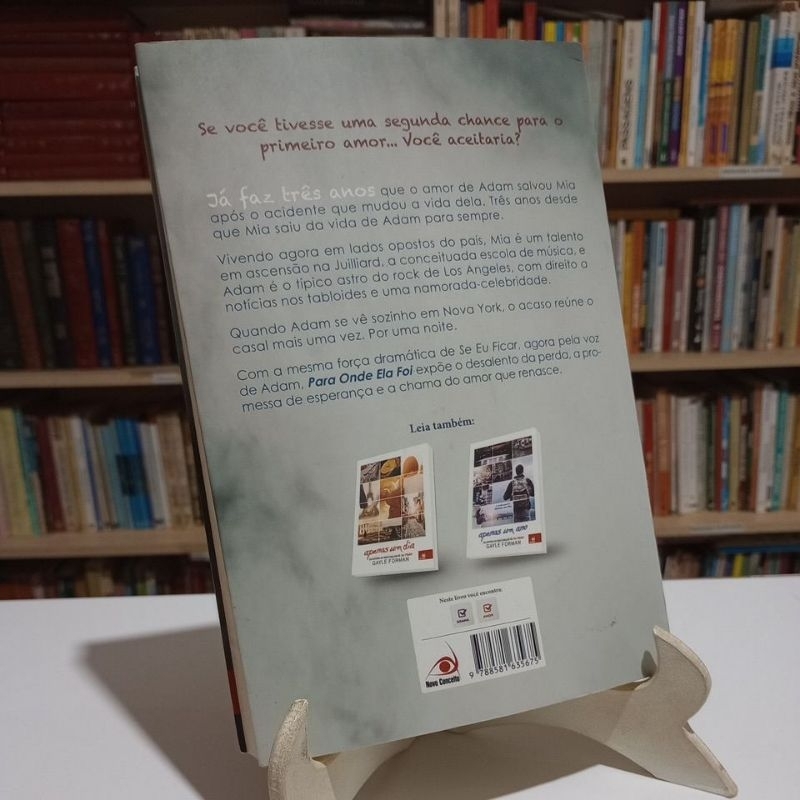 Se você tivesse uma segunda chance para o
primeiro amor... Você aceitaria?
Já faz três anos que o amor de Adam salvou Mia
após o acidente que mudou a vida dela. Três anos desde
que Mia saiu da vida de Adam para sempre.
Vivendo agora em lados opostos do país, Mia é um talento
em ascensão na Juilliard, a conceituada escola de música, e
Adam é o típico astro do rock de Los Angeles, com direito a
notícias nos tabloides e uma namorada-celebridade.
Quando Adam se vê sozinho em Nova York, o acaso reúne o
casal mais uma vez. Por uma noite.
Com a mesma força dramática de Se Eu Ficar, agora pela voz
de Adam, Para Onde Ela Foi expõe o desalento da perda, a pro-
messa de esperança e a chama do amor que renasce.
Leia também:
apenas um dia
GAYLE FORMAN
apenas um ano
GAYLE FORMAN
Neste livro você encontra:
DRAMA
AMOR
Novo Conceito
9 788581 635675